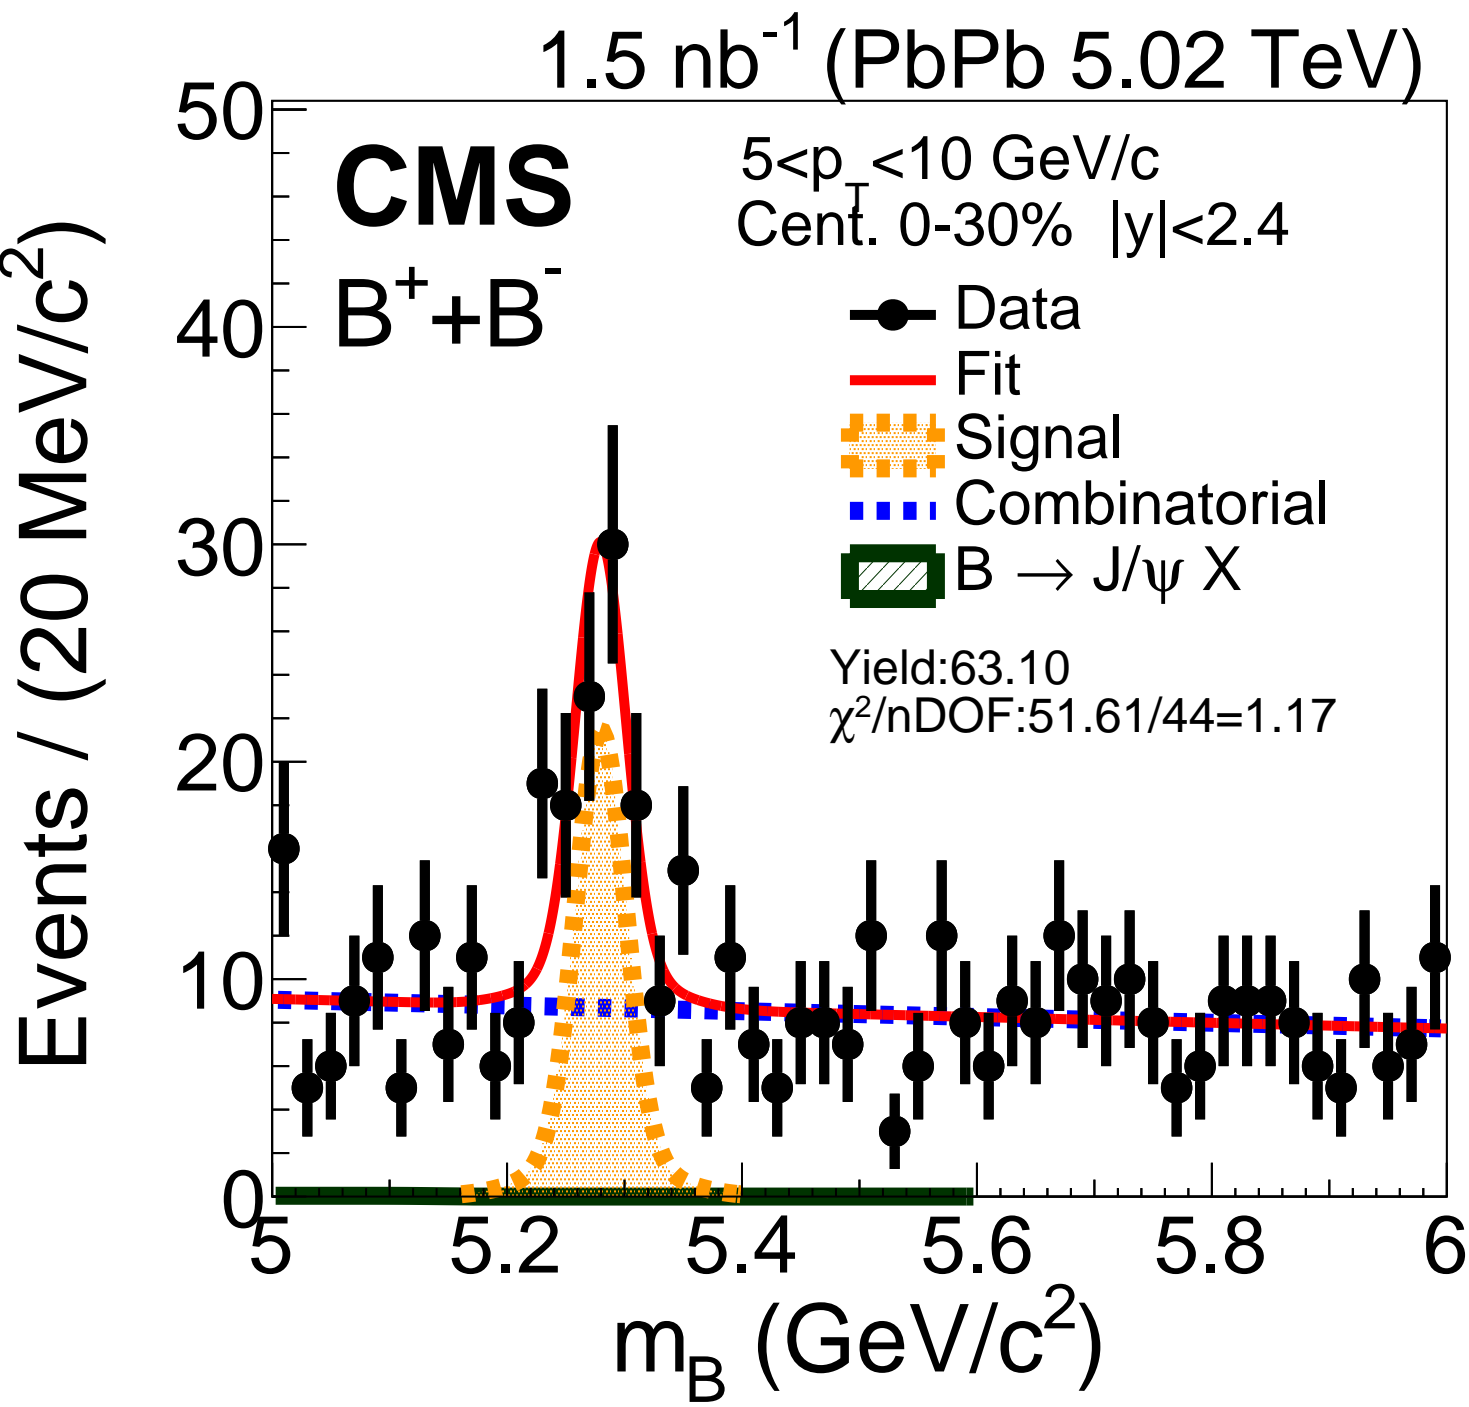 1.5 nb⁻¹ (PbPb 5.02 TeV)
CMS
B⁺+B⁻
5<p_T<10 GeV/c
Cent. 0-30% |y|<2.4
Data
Fit
Signal
Combinatorial
B → J/ψ X
Yield:63.10
χ²/nDOF:51.61/44=1.17
Events / (20 MeV/c²)
50
40
30
20
10
0
5 5.2 5.4 5.6 5.8 6
m_B (GeV/c²)